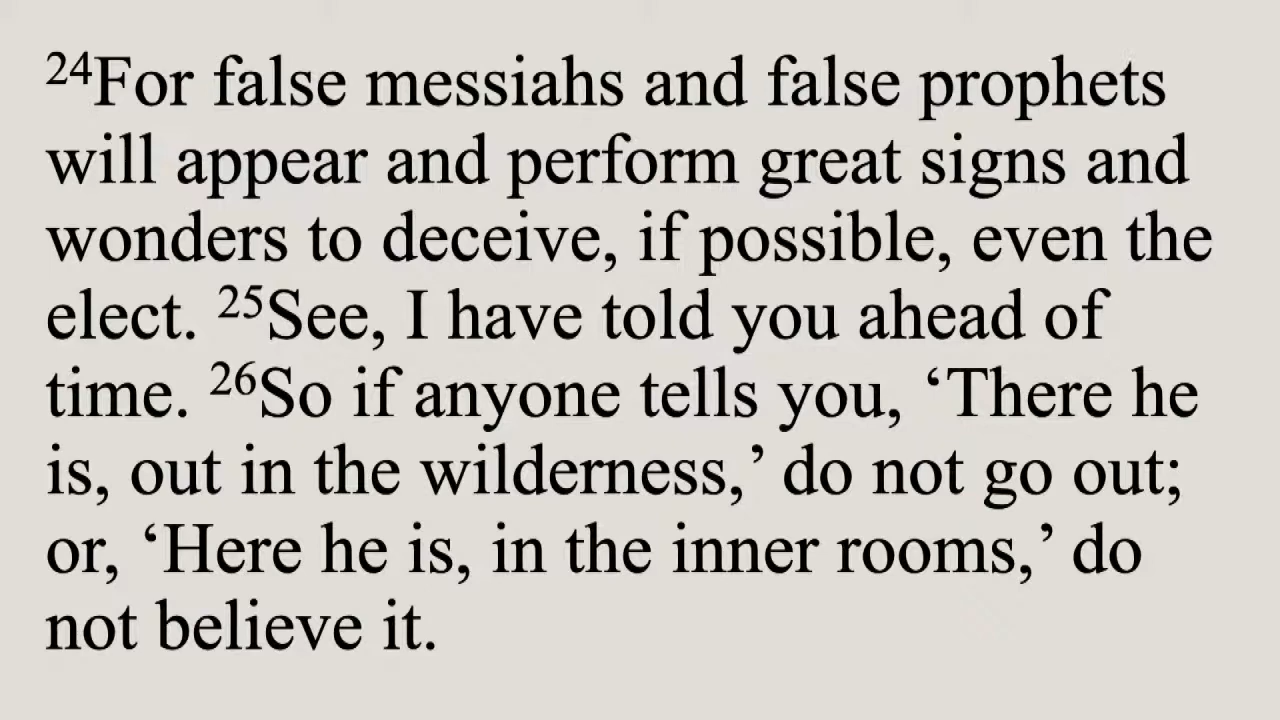 ²⁴For false messiahs and false prophets
will appear and perform great signs and
wonders to deceive, if possible, even the
elect. ²⁵See, I have told you ahead of
time. ²⁶So if anyone tells you, ‘There he
is, out in the wilderness,’ do not go out;
or, ‘Here he is, in the inner rooms,’ do
not believe it.